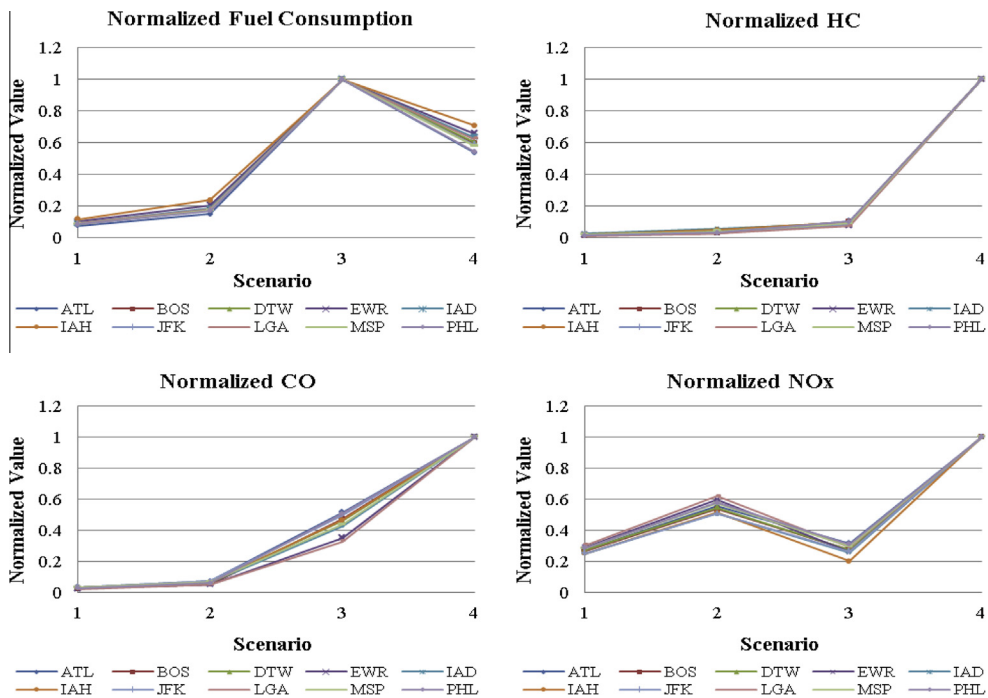 Normalized Fuel Consumption
Normalized Value
1.2
1
0.8
0.6
0.4
0.2
0
1 2 3 4
Scenario
ATL BOS DTW EWR IAD
IAH JFK LGA MSP PHL
Normalized HC
Normalized Value
1.2
1
0.8
0.6
0.4
0.2
0
1 2 3 4
Scenario
ATL BOS DTW EWR IAD
IAH JFK LGA MSP PHL
Normalized CO
Normalized Value
1.2
1
0.8
0.6
0.4
0.2
0
1 2 3 4
Scenario
ATL BOS DTW EWR IAD
IAH JFK LGA MSP PHL
Normalized NOx
Normalized Value
1.2
1
0.8
0.6
0.4
0.2
0
1 2 3 4
Scenario
ATL BOS DTW EWR IAD
IAH JFK LGA MSP PHL